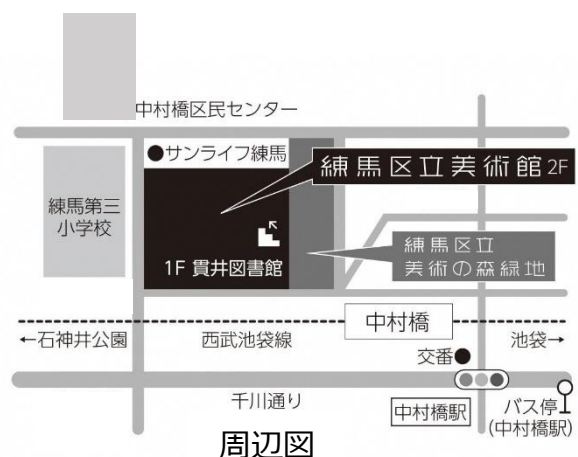 中村橋区民センター
●サンライフ練馬
練馬区立美術館2F
練馬第三
小学校
練馬区立
美術の森緑地
1F 貫井図書館
中村橋
←石神井公園
西武池袋線
池袋→
交番●
千川通り
中村橋駅
バス停
(中村橋駅)
周辺図